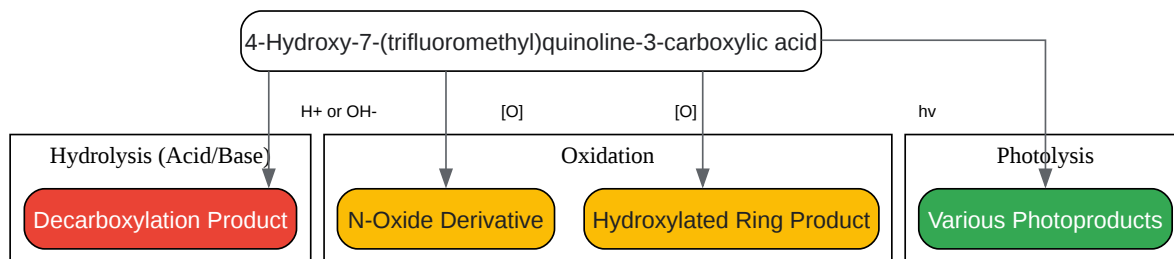 4-Hydroxy-7-(trifluoromethyl)quinoline-3-carboxylic acid
H+ or OH-
[O]
[O]
hv
Hydrolysis (Acid/Base)
Oxidation
Photolysis
Decarboxylation Product
N-Oxide Derivative
Hydroxylated Ring Product
Various Photoproducts